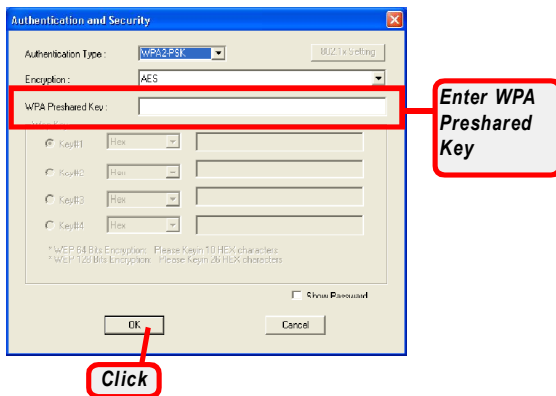 Authentication and Security
Authentication Type : WPA2-PSK 802.1x Setting
Encryption : AES
WPA Preshared Key :
Enter WPA
Preshared
Key
Wep Key
Key#1 Hex
Key#2 Hex
Key#3 Hex
Key#4 Hex
* WEP 64 Bits Encryption: Please Keyin 10 HEX characters
* WEP 128 Bits Encryption: Please Keyin 26 HEX characters
Show Password
OK Cancel
Click